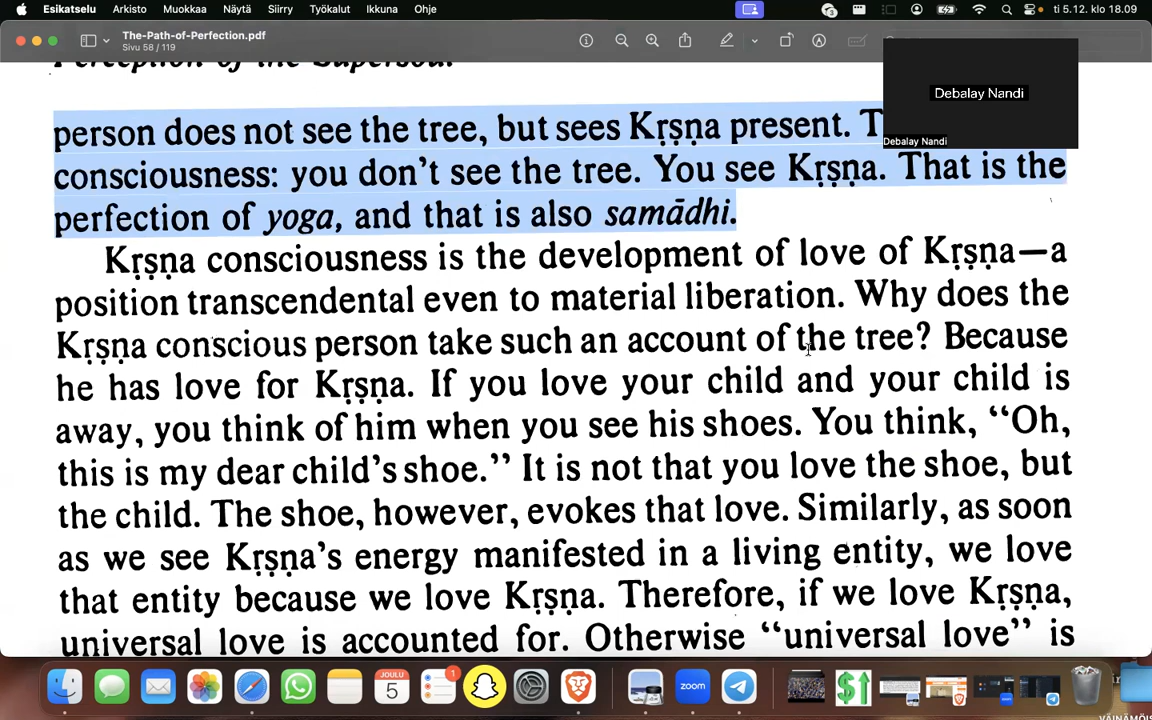 Esikatselu Arkisto Muokkaa Näytä Siirry Työkalut Ikkuna Ohje
3
ti 5.12. klo 18.09
The-Path-of-Perfection.pdf
Sivu 58 / 119
Debalay Nandi
Debalay Nandi
Perception of the Supersoul
person does not see the tree, but sees Kṛṣṇa present. T
consciousness: you don’t see the tree. You see Kṛṣṇa. That is the
perfection of yoga, and that is also samādhi.
Kṛṣṇa consciousness is the development of love of Kṛṣṇa—a
position transcendental even to material liberation. Why does the
Kṛṣṇa conscious person take such an account of the tree? Because
he has love for Kṛṣṇa. If you love your child and your child is
away, you think of him when you see his shoes. You think, “Oh,
this is my dear child’s shoe.” It is not that you love the shoe, but
the child. The shoe, however, evokes that love. Similarly, as soon
as we see Kṛṣṇa’s energy manifested in a living entity, we love
that entity because we love Kṛṣṇa. Therefore, if we love Kṛṣṇa,
universal love is accounted for. Otherwise “universal love” is
JOULU
5
1
zoom